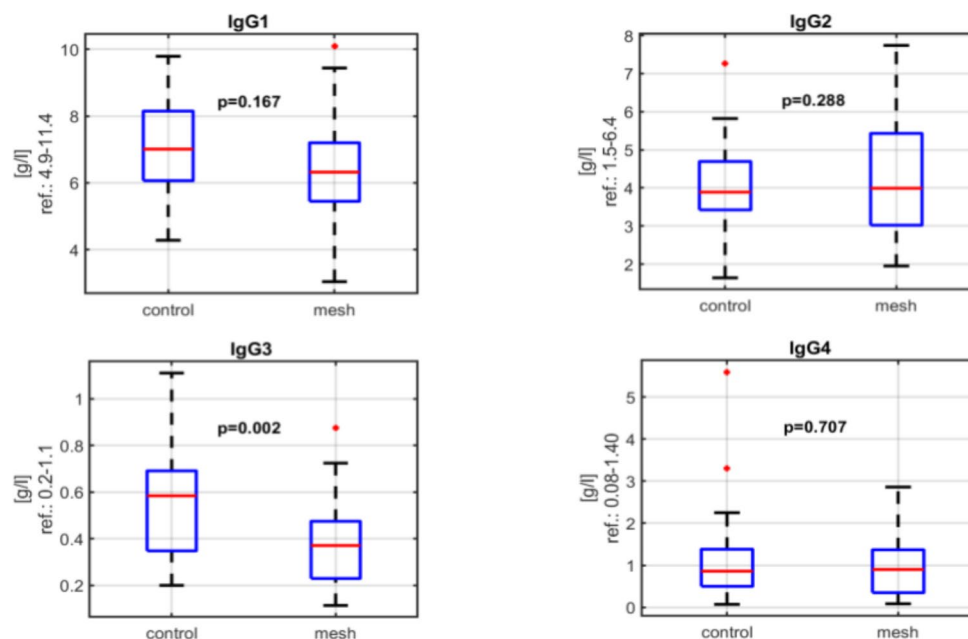 IgG1
10
8
6
4
[g/l]
ref.: 4.9-11.4
p=0.167
control
mesh
IgG2
8
7
6
5
4
3
2
[g/l]
ref.: 1.5-6.4
p=0.288
control
mesh
IgG3
1
0.8
0.6
0.4
0.2
[g/l]
ref.: 0.2-1.1
p=0.002
control
mesh
IgG4
5
4
3
2
1
0
[g/l]
ref.: 0.08-1.40
p=0.707
control
mesh